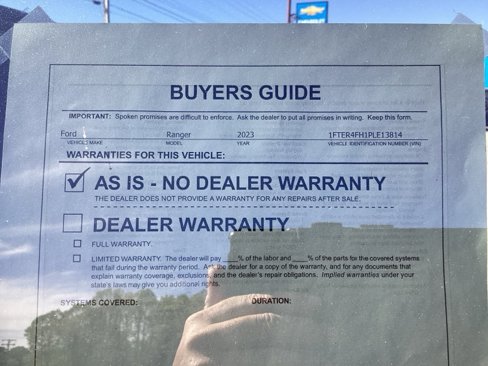 CHEVROLET
BUYERS GUIDE
IMPORTANT: Spoken promises are difficult to enforce. Ask the dealer to put all promises in writing. Keep this form.
Ford Ranger 2023 1FTER4FH1PLE13814
VEHICLE MAKE MODEL YEAR VEHICLE IDENTIFICATION NUMBER (VIN)
WARRANTIES FOR THIS VEHICLE:
AS IS - NO DEALER WARRANTY
THE DEALER DOES NOT PROVIDE A WARRANTY FOR ANY REPAIRS AFTER SALE.
DEALER WARRANTY
FULL WARRANTY.
LIMITED WARRANTY. The dealer will pay ____% of the labor and ____% of the parts for the covered systems
that fail during the warranty period. Ask the dealer for a copy of the warranty, and for any documents that
explain warranty coverage, exclusions, and the dealer's repair obligations. Implied warranties under your
state's laws may give you additional rights.
SYSTEMS COVERED: DURATION: